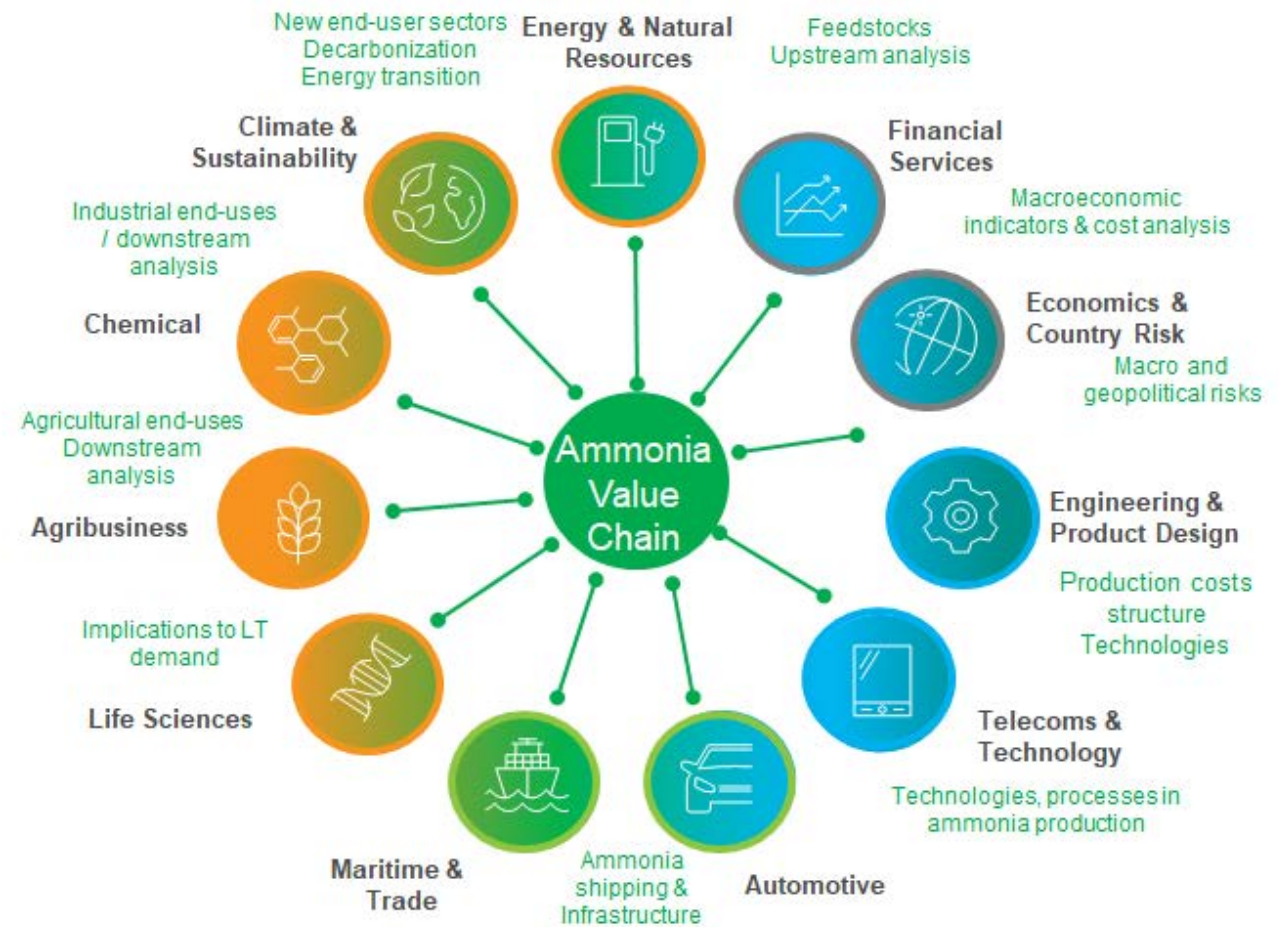 New end-user sectors
Decarbonization
Energy transition
Energy & Natural
Resources
Feedstocks
Upstream analysis
Climate &
Sustainability
Financial
Services
Macroeconomic
indicators & cost analysis
Industrial end-uses
/ downstream
analysis
Chemical
Economics &
Country Risk
Macro and
geopolitical risks
Agricultural end-uses
Downstream
analysis
Agribusiness
Ammonia
Value
Chain
Engineering &
Product Design
Production costs
structure
Technologies
Implications to LT
demand
Life Sciences
Telecoms &
Technology
Technologies, processes in
ammonia production
Maritime &
Trade
Ammonia
shipping &
Infrastructure
Automotive